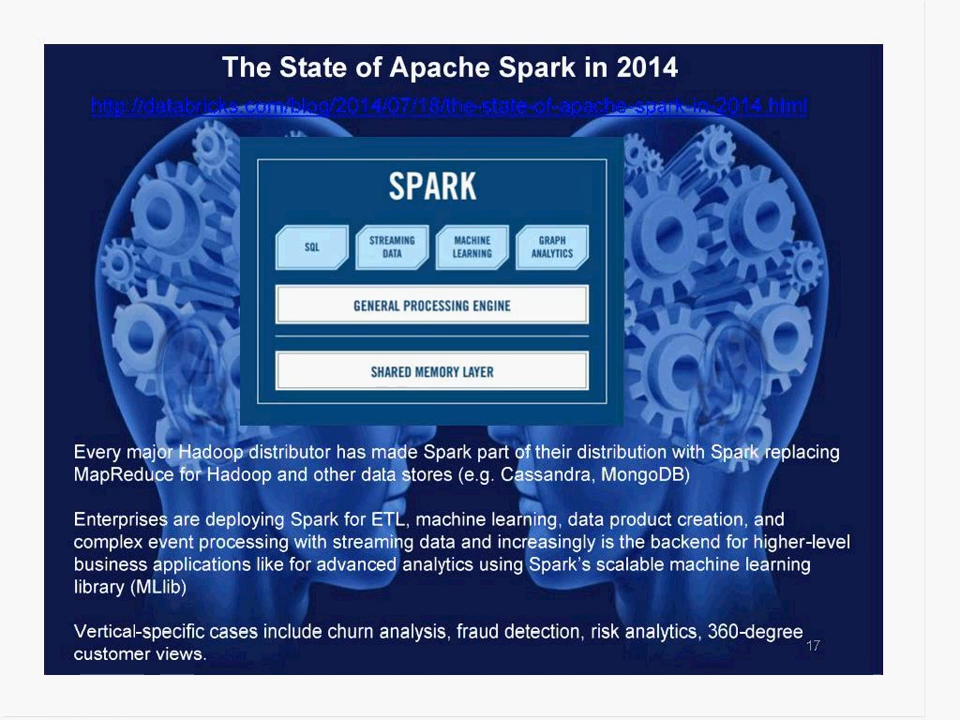 The State of Apache Spark in 2014
http://databricks.com/blog/2014/07/18/the-state-of-apache-spark-in-2014.html
SPARK
SQL
STREAMING
DATA
MACHINE
LEARNING
GRAPH
ANALYTICS
GENERAL PROCESSING ENGINE
SHARED MEMORY LAYER
Every major Hadoop distributor has made Spark part of their distribution with Spark replacing
MapReduce for Hadoop and other data stores (e.g. Cassandra, MongoDB)
Enterprises are deploying Spark for ETL, machine learning, data product creation, and
complex event processing with streaming data and increasingly is the backend for higher-level
business applications like for advanced analytics using Spark's scalable machine learning
library (MLlib)
Vertical-specific cases include churn analysis, fraud detection, risk analytics, 360-degree
customer views.
17